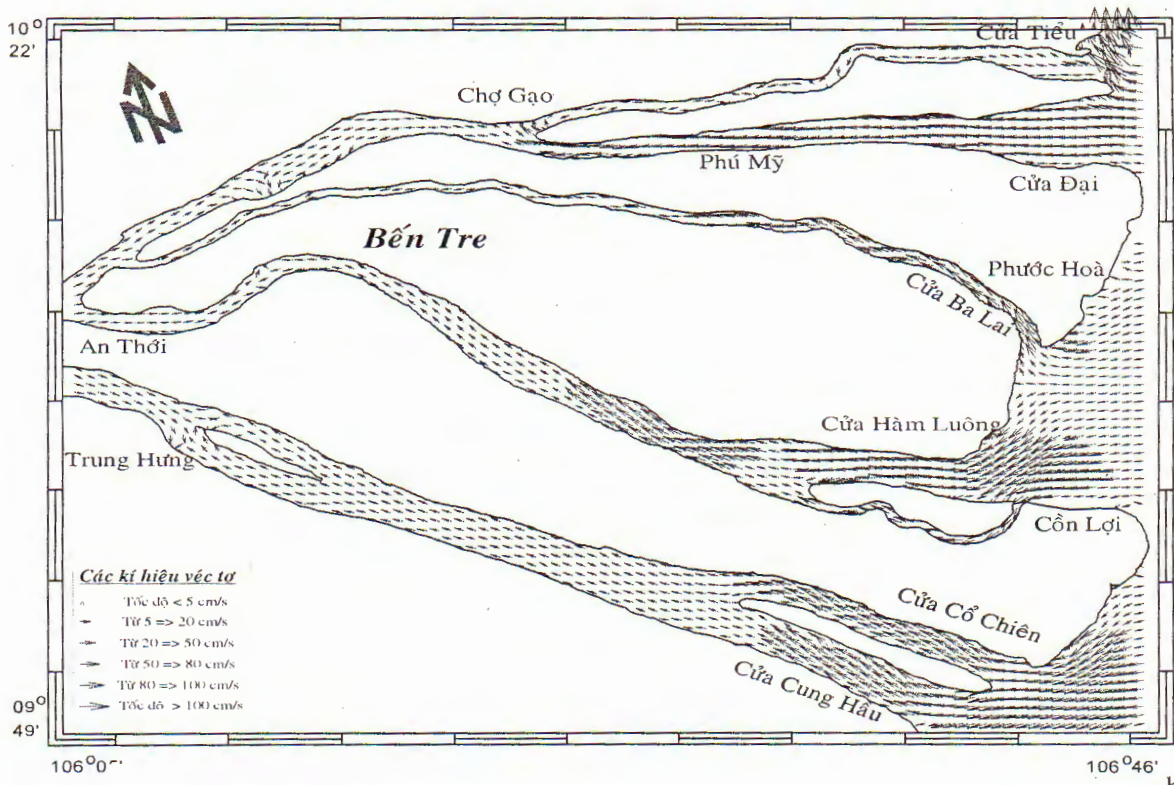 10°
22'
Cửa Tiểu
Chợ Gạo
Phú Mỹ
Cửa Đại
Bến Tre
Phước Hoà
Cửa Ba Lai
An Thới
Cửa Hàm Luông
Trung Hưng
Cồn Lợi
Các kí hiệu véc tơ
Tốc độ < 5 cm/s
Từ 5 => 20 cm/s
Từ 20 => 50 cm/s
Từ 50 => 80 cm/s
Từ 80 => 100 cm/s
Tốc độ > 100 cm/s
Cửa Cổ Chiên
Cửa Cung Hầu
09°
49'
106°
106°46'